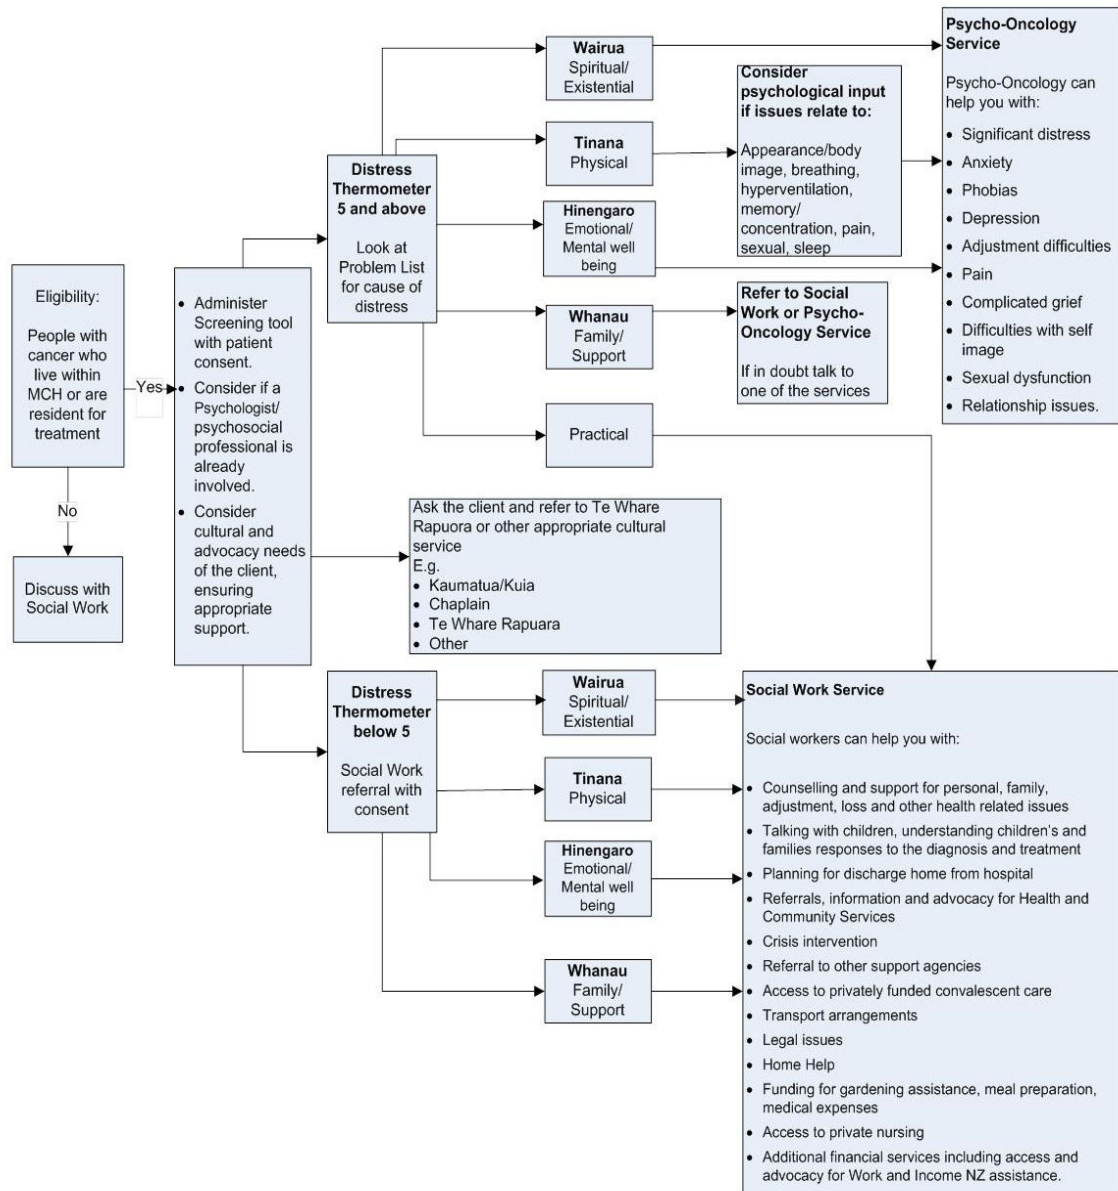 Eligibility:
People with
cancer who
live within
MCH or are
resident for
treatment
Yes
No
Discuss with
Social Work
• Administer
Screening tool
with patient
consent.
• Consider if a
Psychologist/
psychosocial
professional is
already
involved.
• Consider
cultural and
advocacy needs
of the client,
ensuring
appropriate
support.
Distress
Thermometer
5 and above
Look at
Problem List
for cause of
distress
Wairua
Spiritual/
Existential
Tinana
Physical
Hinengaro
Emotional/
Mental well
being
Whanau
Family/
Support
Practical
Consider
psychological input
if issues relate to:
Appearance/body
image, breathing,
hyperventilation,
memory/
concentration, pain,
sexual, sleep
Refer to Social
Work or Psycho-
Oncology Service
If in doubt talk to
one of the services
Psycho-Oncology
Service
Psycho-Oncology can
help you with:
• Significant distress
• Anxiety
• Phobias
• Depression
• Adjustment difficulties
• Pain
• Complicated grief
• Difficulties with self
image
• Sexual dysfunction
• Relationship issues.
Ask the client and refer to Te Whare
Rapuora or other appropriate cultural
service
E.g.
• Kaumatua/Kuia
• Chaplain
• Te Whare Rapuara
• Other
Distress
Thermometer
below 5
Social Work
referral with
consent
Wairua
Spiritual/
Existential
Tinana
Physical
Hinengaro
Emotional/
Mental well
being
Whanau
Family/
Support
Social Work Service
Social workers can help you with:
• Counselling and support for personal, family,
adjustment, loss and other health related issues
• Talking with children, understanding children's and
families responses to the diagnosis and treatment
• Planning for discharge home from hospital
• Referrals, information and advocacy for Health and
Community Services
• Crisis intervention
• Referral to other support agencies
• Access to privately funded convalescent care
• Transport arrangements
• Legal issues
• Home Help
• Funding for gardening assistance, meal preparation,
medical expenses
• Access to private nursing
• Additional financial services including access and
advocacy for Work and Income NZ assistance.